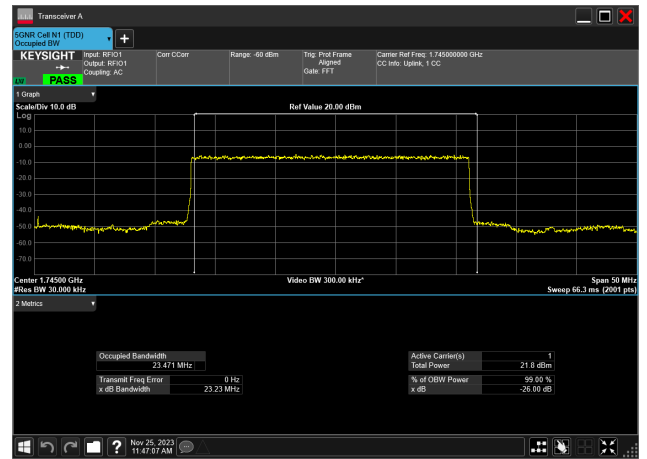 Transceiver A
5GNR Cell N1 (TDD)
Occupied BW
KEYSIGHT
LXI
PASS
Input: RFIO1
Output: RFIO1
Coupling: AC
Corr CCorr
Range: -60 dBm
Trig: Prot Frame
Aligned
Gate: FFT
Carrier Ref Freq: 1.745000000 GHz
CC Info: Uplink, 1 CC
1 Graph
Scale/Div 10.0 dB
Ref Value 20.00 dBm
Log
10.0
0.00
-10.0
-20.0
-30.0
-40.0
-50.0
-60.0
-70.0
Center 1.74500 GHz
Video BW 300.00 kHz*
Span 50 MHz
#Res BW 30.000 kHz
Sweep 66.3 ms (2001 pts)
2 Metrics
Occupied Bandwidth
23.471 MHz
Transmit Freq Error 0 Hz
x dB Bandwidth 23.23 MHz
Active Carrier(s) 1
Total Power 21.8 dBm
% of OBW Power 99.00 %
x dB -26.00 dB
Nov 25, 2023
11:47:07 AM